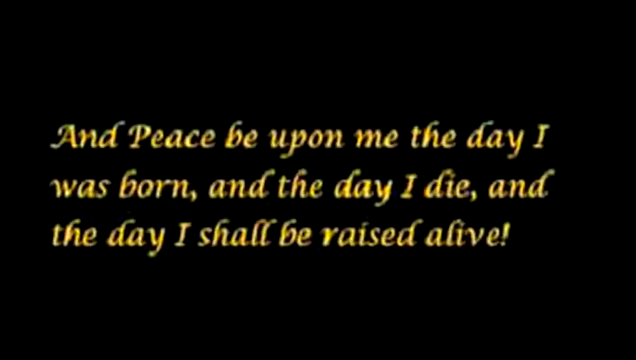 And Peace be upon me the day I
was born, and the day I die, and
the day I shall be raised alive!